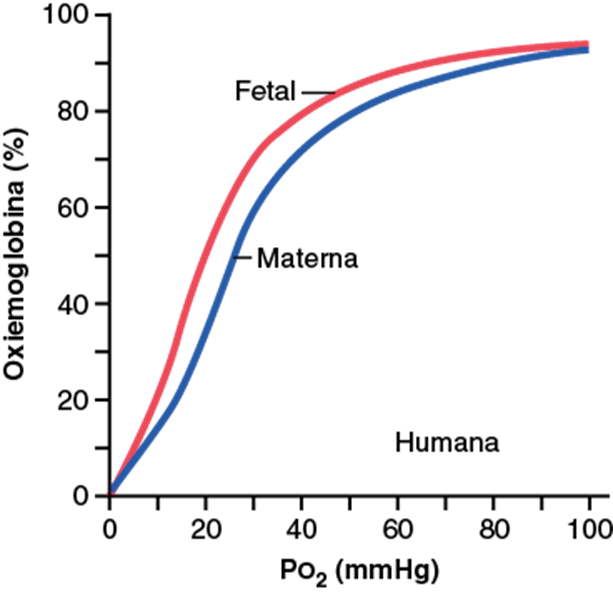 Oxiemoglobina (%)
100
80
60
40
20
0
Fetal
Materna
Humana
0 20 40 60 80 100
PO₂ (mmHg)